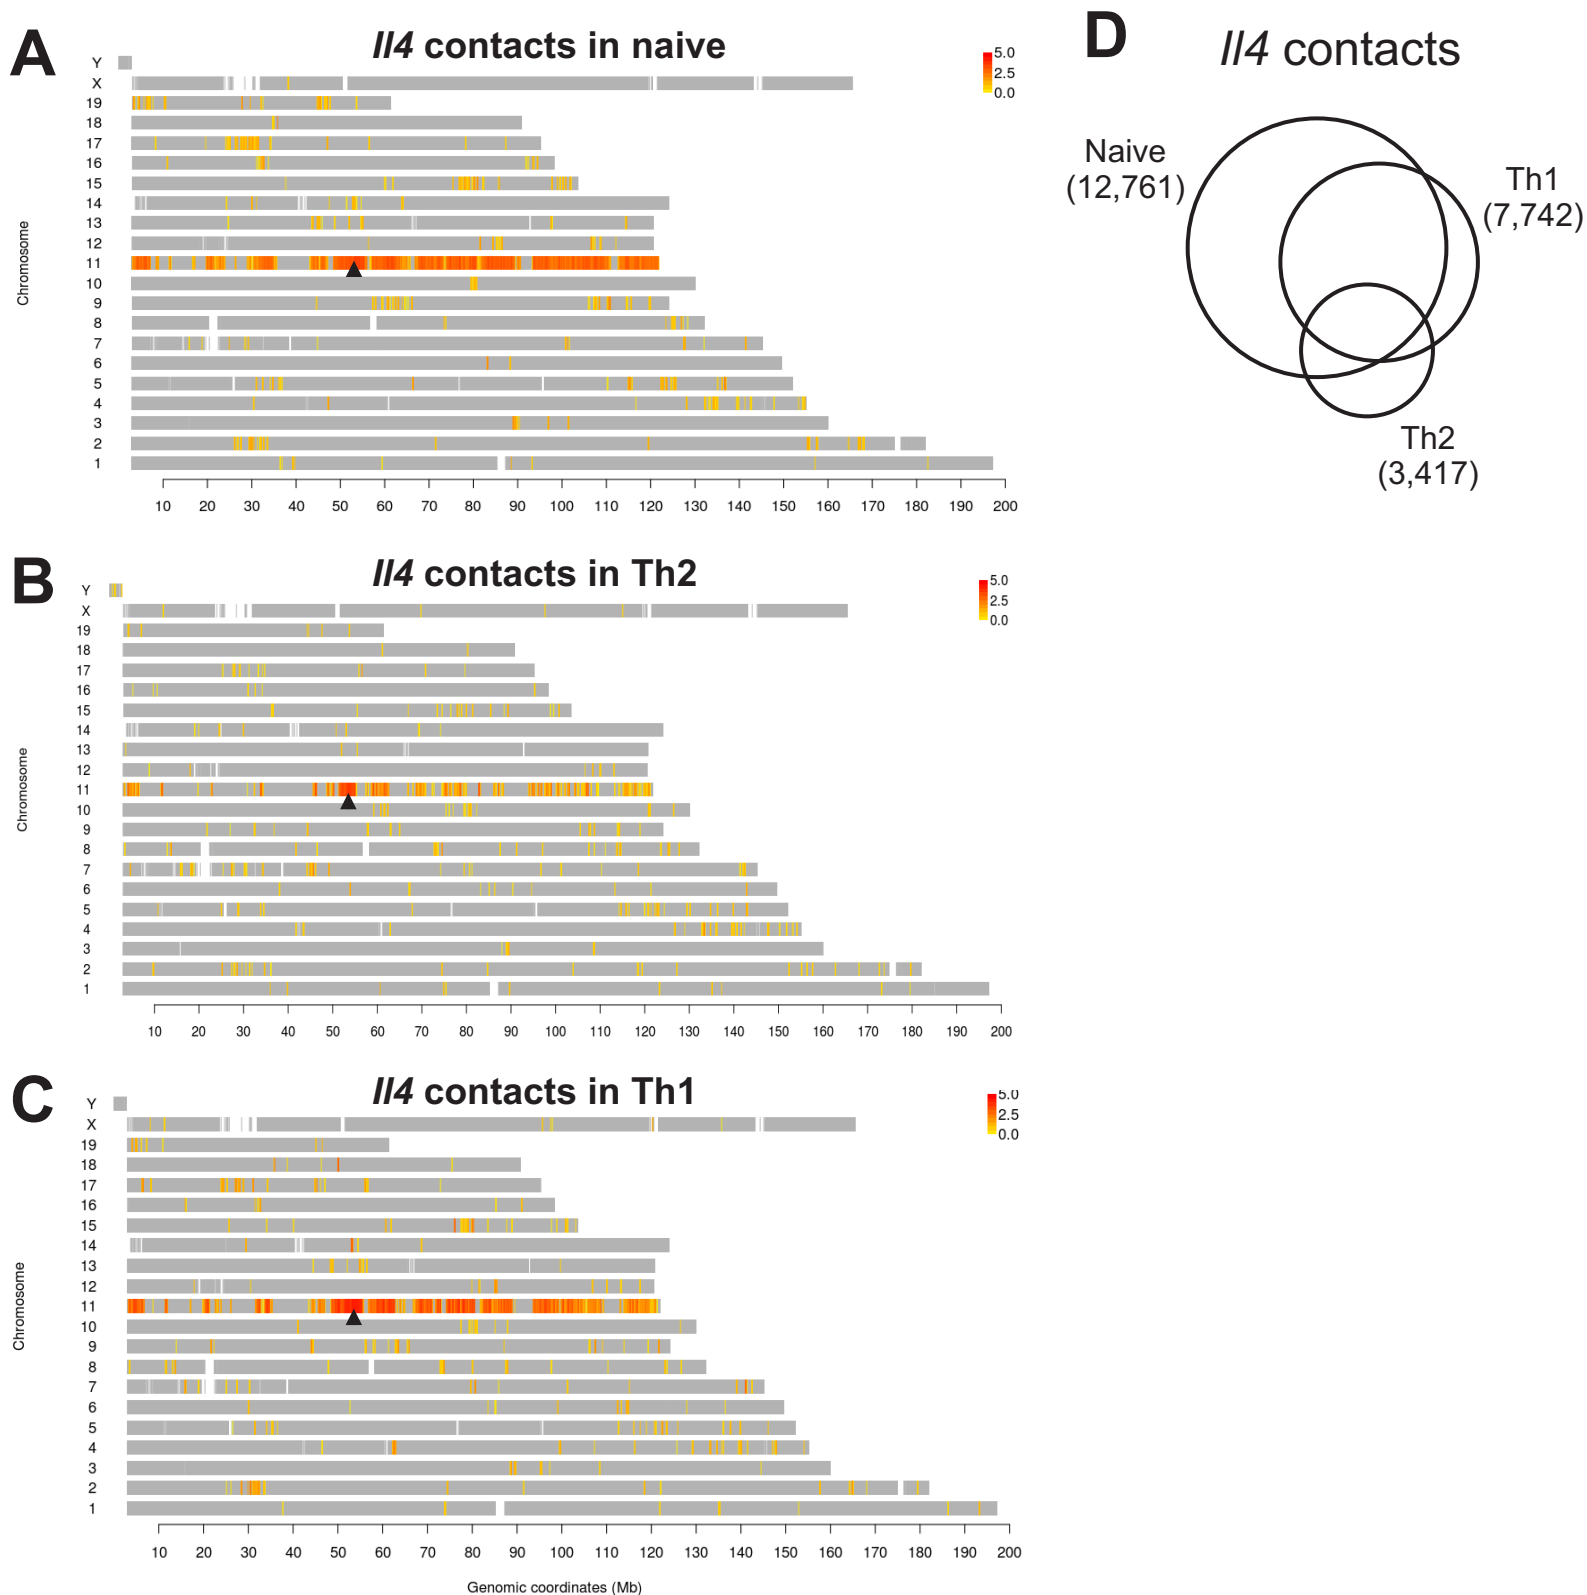 A
Il4 contacts in naive
5.0
2.5
0.0
Y
X
19
18
17
16
15
14
13
12
11
10
9
8
7
6
5
4
3
2
1
Chromosome
10 20 30 40 50 60 70 80 90 100 110 120 130 140 150 160 170 180 190 200
B
Il4 contacts in Th2
5.0
2.5
0.0
Y
X
19
18
17
16
15
14
13
12
11
10
9
8
7
6
5
4
3
2
1
Chromosome
10 20 30 40 50 60 70 80 90 100 110 120 130 140 150 160 170 180 190 200
C
Il4 contacts in Th1
5.0
2.5
0.0
Y
X
19
18
17
16
15
14
13
12
11
10
9
8
7
6
5
4
3
2
1
Chromosome
10 20 30 40 50 60 70 80 90 100 110 120 130 140 150 160 170 180 190 200
Genomic coordinates (Mb)
D
Il4 contacts
Naive
(12,761)
Th1
(7,742)
Th2
(3,417)